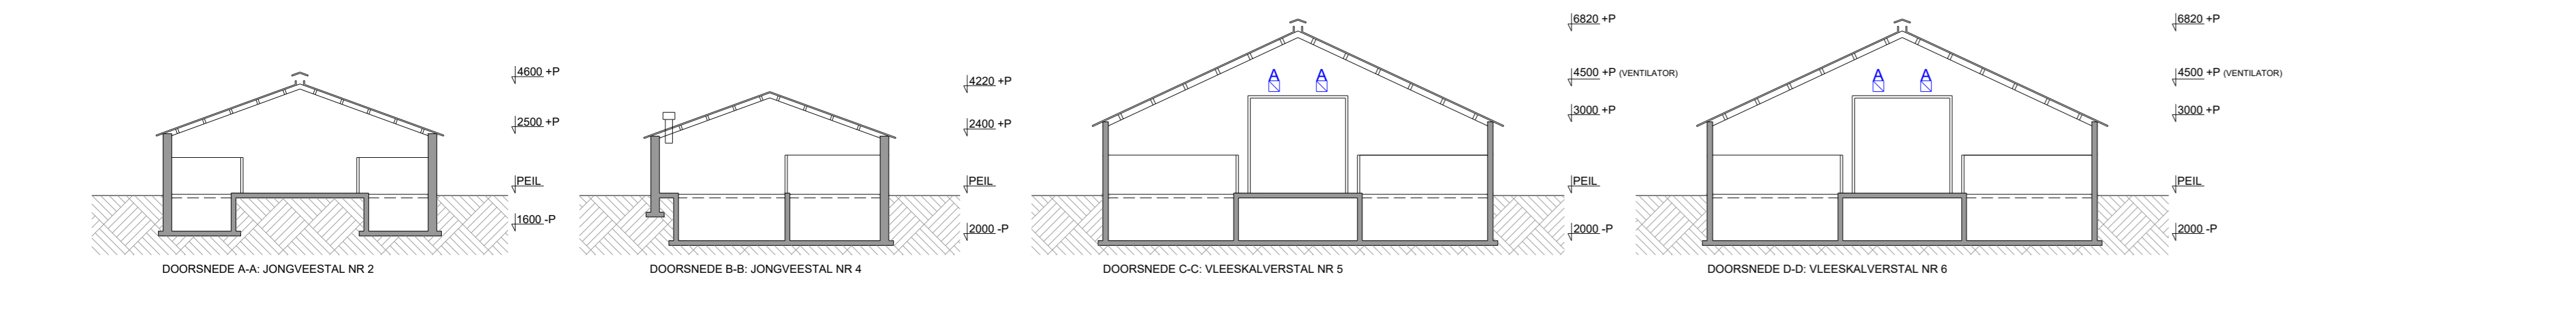 4600 +P
2500 +P
PEIL
1600 -P
DOORSNEDE A-A: JONGVEESTAL NR 2
4220 +P
2400 +P
PEIL
2000 -P
DOORSNEDE B-B: JONGVEESTAL NR 4
A A
6820 +P
4500 +P (VENTILATOR)
3000 +P
PEIL
2000 -P
DOORSNEDE C-C: VLEESKALVERSTAL NR 5
A A
6820 +P
4500 +P (VENTILATOR)
3000 +P
PEIL
2000 -P
DOORSNEDE D-D: VLEESKALVERSTAL NR 6